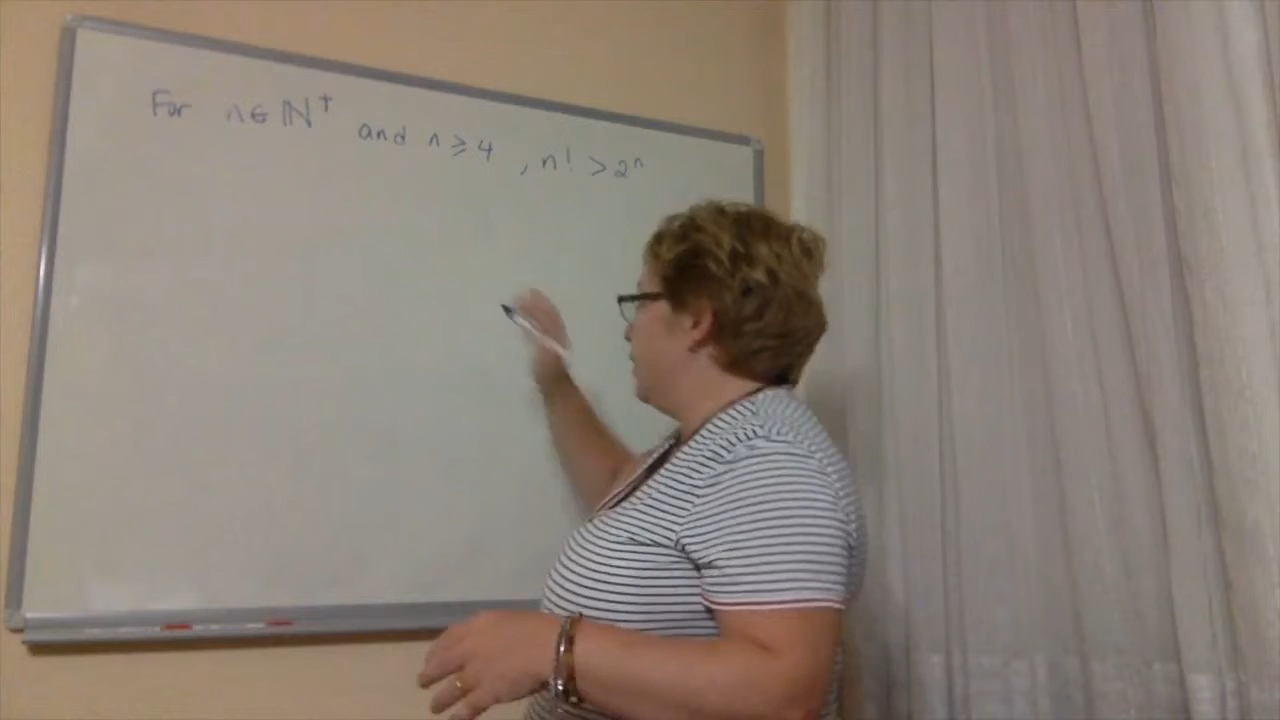 For n ∈ ℕ⁺ and n ≥ 4 , n! > 2ⁿ